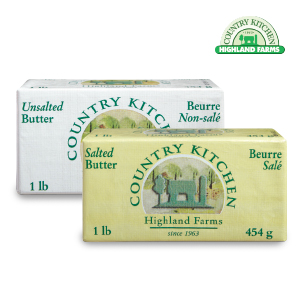 COUNTRY KITCHEN
HIGHLAND FARMS
Unsalted
Butter
COUNTRY KITCHEN
Beurre
Non-salé
1 lb
Salted
Butter
COUNTRY KITCHEN
Beurre
Salé
Highland Farms
since 1963
1 lb
454 g